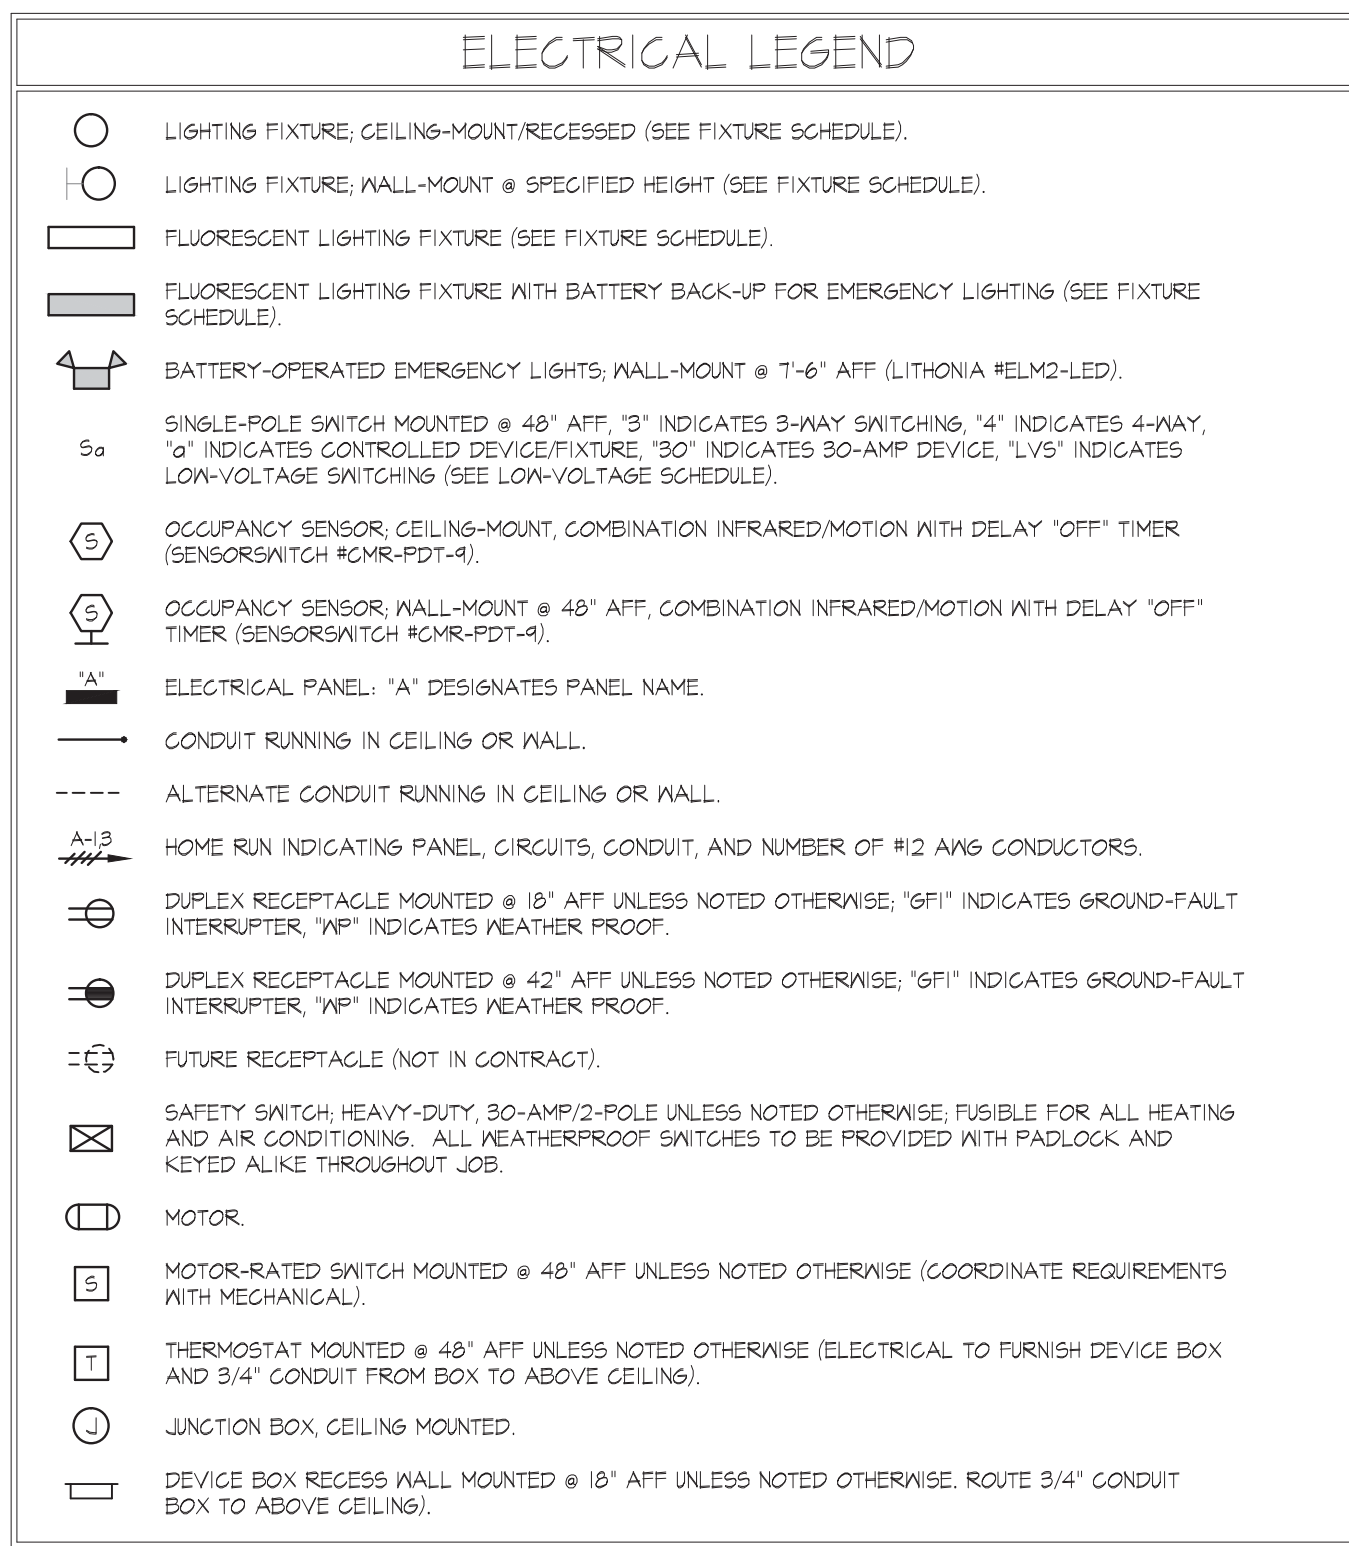 ELECTRICAL LEGEND
LIGHTING FIXTURE; CEILING-MOUNT/RECESSED (SEE FIXTURE SCHEDULE).
LIGHTING FIXTURE; WALL-MOUNT @ SPECIFIED HEIGHT (SEE FIXTURE SCHEDULE).
FLUORESCENT LIGHTING FIXTURE (SEE FIXTURE SCHEDULE).
FLUORESCENT LIGHTING FIXTURE WITH BATTERY BACK-UP FOR EMERGENCY LIGHTING (SEE FIXTURE
SCHEDULE).
BATTERY-OPERATED EMERGENCY LIGHTS; WALL-MOUNT @ 7'-6" AFF (LITHONIA #ELM2-LED).
Sa
SINGLE-POLE SWITCH MOUNTED @ 48" AFF, "3" INDICATES 3-WAY SWITCHING, "4" INDICATES 4-WAY,
"a" INDICATES CONTROLLED DEVICE/FIXTURE, "30" INDICATES 30-AMP DEVICE, "LVS" INDICATES
LOW-VOLTAGE SWITCHING (SEE LOW-VOLTAGE SCHEDULE).
S
OCCUPANCY SENSOR; CEILING-MOUNT, COMBINATION INFRARED/MOTION WITH DELAY "OFF" TIMER
(SENSORSWITCH #CMR-PDT-9).
S
OCCUPANCY SENSOR; WALL-MOUNT @ 48" AFF, COMBINATION INFRARED/MOTION WITH DELAY "OFF"
TIMER (SENSORSWITCH #CMR-PDT-9).
"A"
ELECTRICAL PANEL: "A" DESIGNATES PANEL NAME.
CONDUIT RUNNING IN CEILING OR WALL.
ALTERNATE CONDUIT RUNNING IN CEILING OR WALL.
A-1,3
HOME RUN INDICATING PANEL, CIRCUITS, CONDUIT, AND NUMBER OF #12 AWG CONDUCTORS.
DUPLEX RECEPTACLE MOUNTED @ 18" AFF UNLESS NOTED OTHERWISE; "GFI" INDICATES GROUND-FAULT
INTERRUPTER, "WP" INDICATES WEATHER PROOF.
DUPLEX RECEPTACLE MOUNTED @ 42" AFF UNLESS NOTED OTHERWISE; "GFI" INDICATES GROUND-FAULT
INTERRUPTER, "WP" INDICATES WEATHER PROOF.
FUTURE RECEPTACLE (NOT IN CONTRACT).
SAFETY SWITCH; HEAVY-DUTY, 30-AMP/2-POLE UNLESS NOTED OTHERWISE; FUSIBLE FOR ALL HEATING
AND AIR CONDITIONING. ALL WEATHERPROOF SWITCHES TO BE PROVIDED WITH PADLOCK AND
KEYED ALIKE THROUGHOUT JOB.
MOTOR.
S
MOTOR-RATED SWITCH MOUNTED @ 48" AFF UNLESS NOTED OTHERWISE (COORDINATE REQUIREMENTS
WITH MECHANICAL).
T
THERMOSTAT MOUNTED @ 48" AFF UNLESS NOTED OTHERWISE (ELECTRICAL TO FURNISH DEVICE BOX
AND 3/4" CONDUIT FROM BOX TO ABOVE CEILING).
J
JUNCTION BOX, CEILING MOUNTED.
DEVICE BOX RECESS WALL MOUNTED @ 18" AFF UNLESS NOTED OTHERWISE. ROUTE 3/4" CONDUIT
BOX TO ABOVE CEILING).